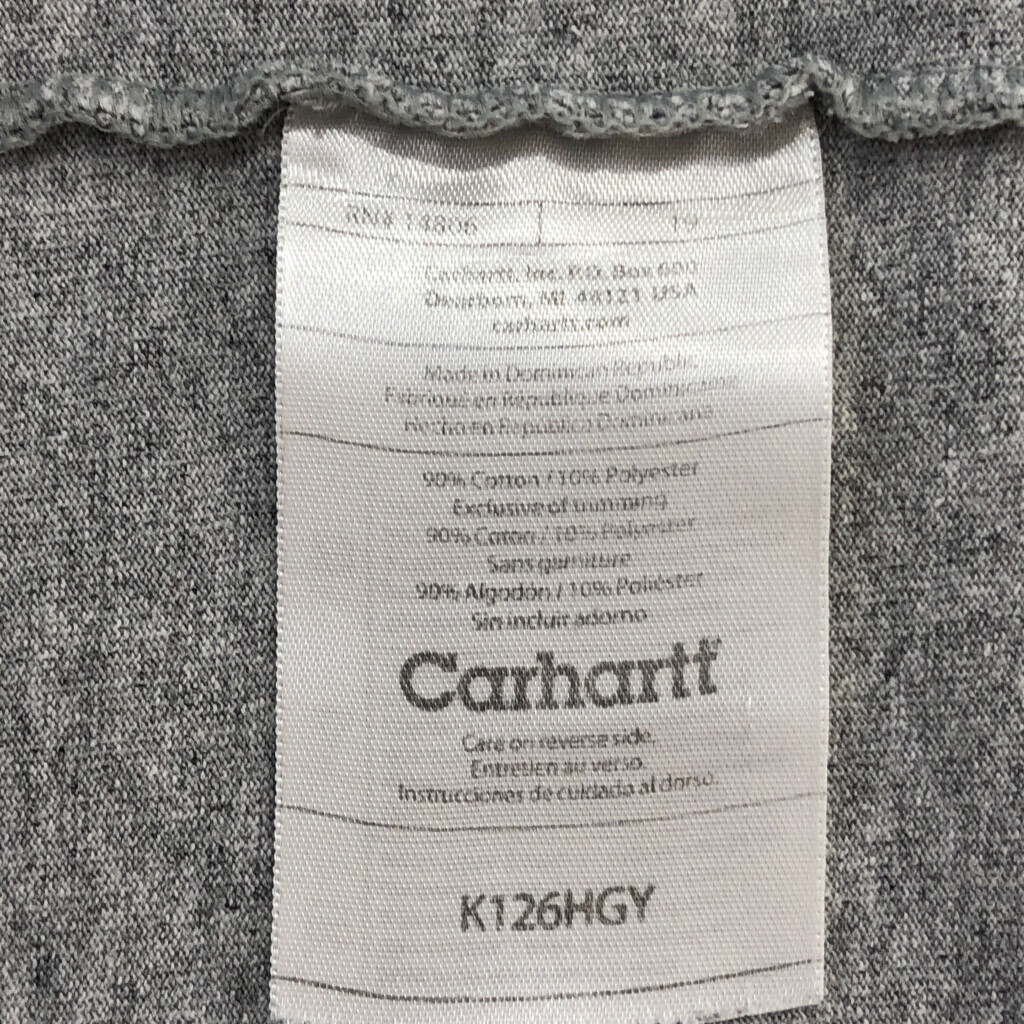 RN# 14806 19
Carhartt, Inc. P.O. Box 600
Dearborn, MI 48121 USA
carhartt.com
Made in Dominican Republic
Fabriqué en République Dominicaine
Hecho en República Dominicana
90% Cotton / 10% Polyester
Exclusive of trimming
90% Coton / 10% Polyester
Sans garniture
90% Algodón / 10% Poliéster
Sin incluir adorno
Carhartt
Care on reverse side.
Entretien au verso.
Instrucciones de cuidado al dorso.
K126HGY